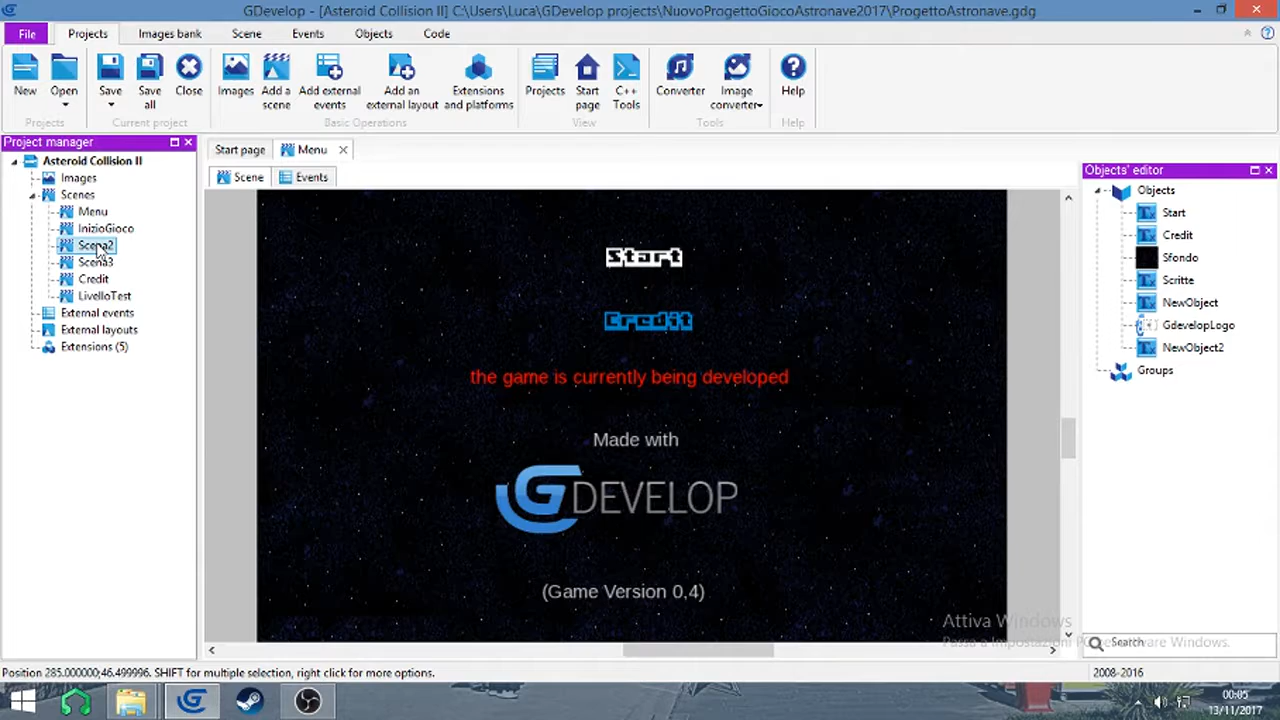 GDevelop - [Asteroid Collision II] C:\Users\Luca\GDevelop projects\NuovoProgettoGiocoAstronave2017\ProgettoAstronave.gdg
File Projects Images bank Scene Events Objects Code
New Open Save Save all Close Images Add a scene Add external events Add an external layout Extensions and platforms Projects Start page C++ Tools Converter Image converter Help
Projects Current project Basic Operations View Tools Help
Project manager
Asteroid Collision II
Images
Scenes
Menu
InizioGioco
Scena2
Scena3
Credit
LivelloTest
External events
External layouts
Extensions (5)
Start page Menu
Scene Events
Start
Credit
the game is currently being developed
Made with
GDEVELOP
(Game Version 0,4)
Objects' editor
Objects
Start
Credit
Sfondo
Scritte
NewObject
GdevelopLogo
NewObject2
Groups
Attiva Windows
Passa a Impostazioni PC Windows.
Search
Position 285.000000;46.499996. SHIFT for multiple selection, right click for more options.
2008-2016
00:05
13/11/2017